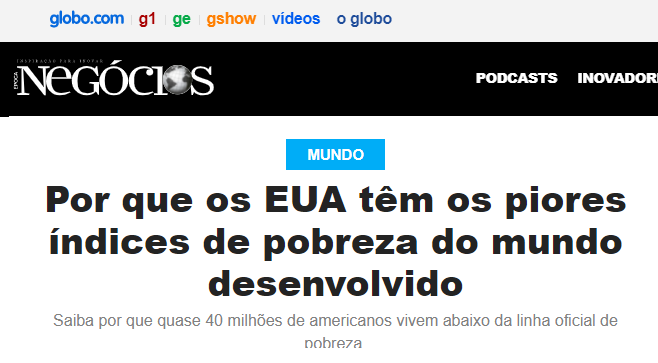 globo.com g1 ge gshow vídeos o globo
INSPIRAÇÃO PARA INOVAR
ÉPOCA NEGÓCIOS PODCASTS INOVADORE
MUNDO
Por que os EUA têm os piores
índices de pobreza do mundo
desenvolvido
Saiba por que quase 40 milhões de americanos vivem abaixo da linha oficial de
pobreza